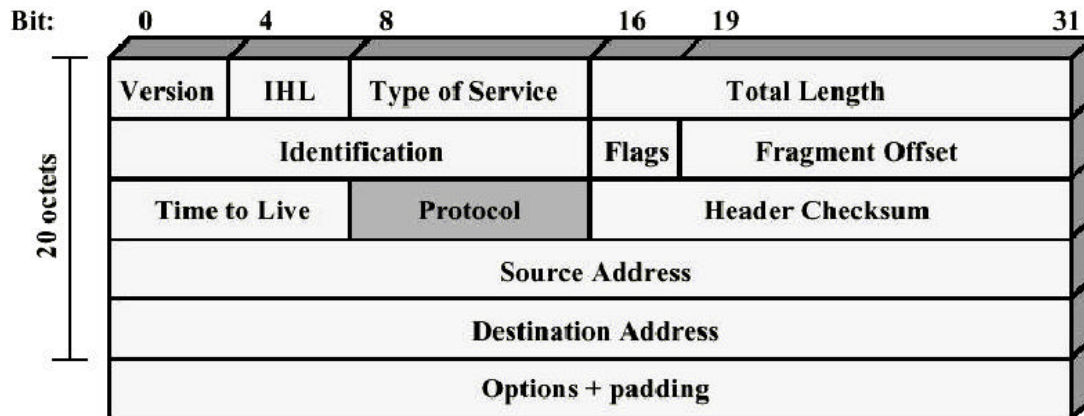 Bit: 0 4 8 16 19 31
Version IHL Type of Service Total Length
Identification Flags Fragment Offset
Time to Live Protocol Header Checksum
Source Address
Destination Address
Options + padding
20 octets